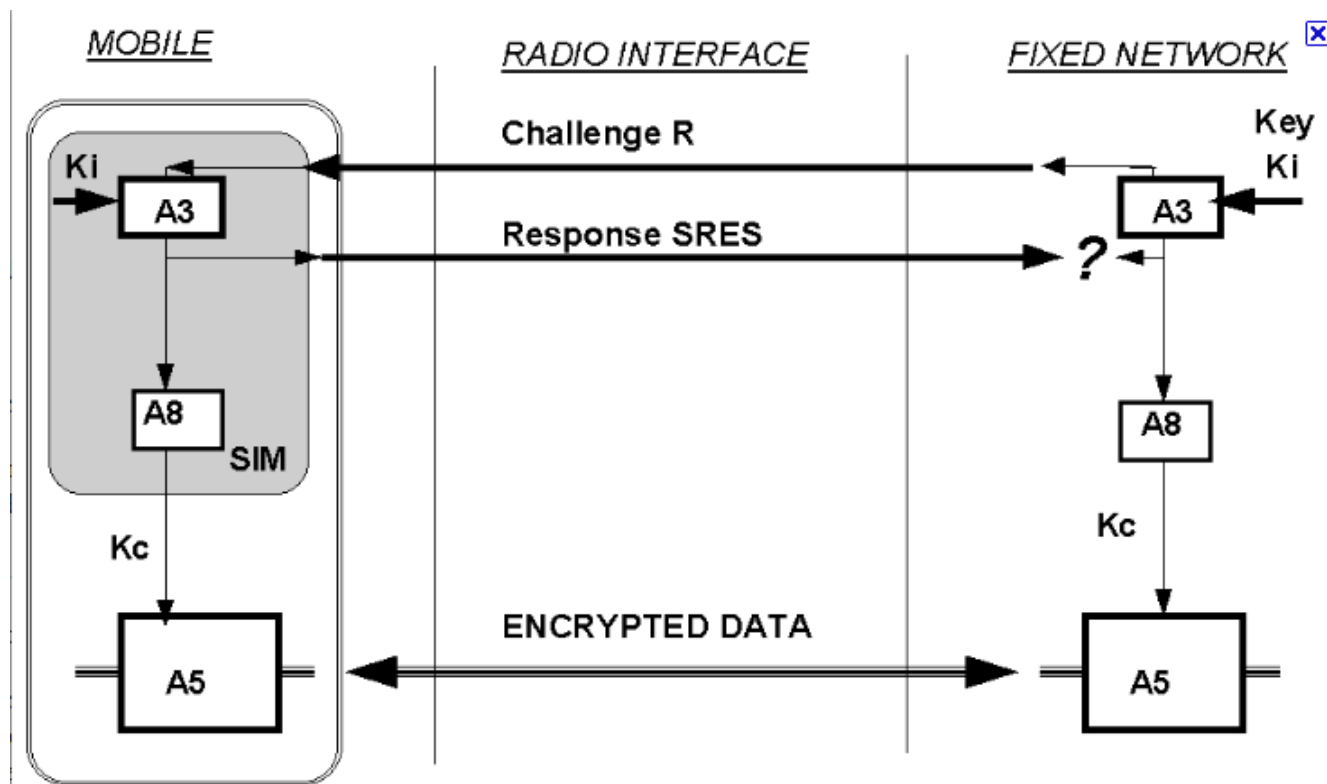 MOBILE
RADIO INTERFACE
FIXED NETWORK
Challenge R
Key
Ki
Ki
A3
A3
Response SRES
?
A8
A8
SIM
Kc
Kc
ENCRYPTED DATA
A5
A5